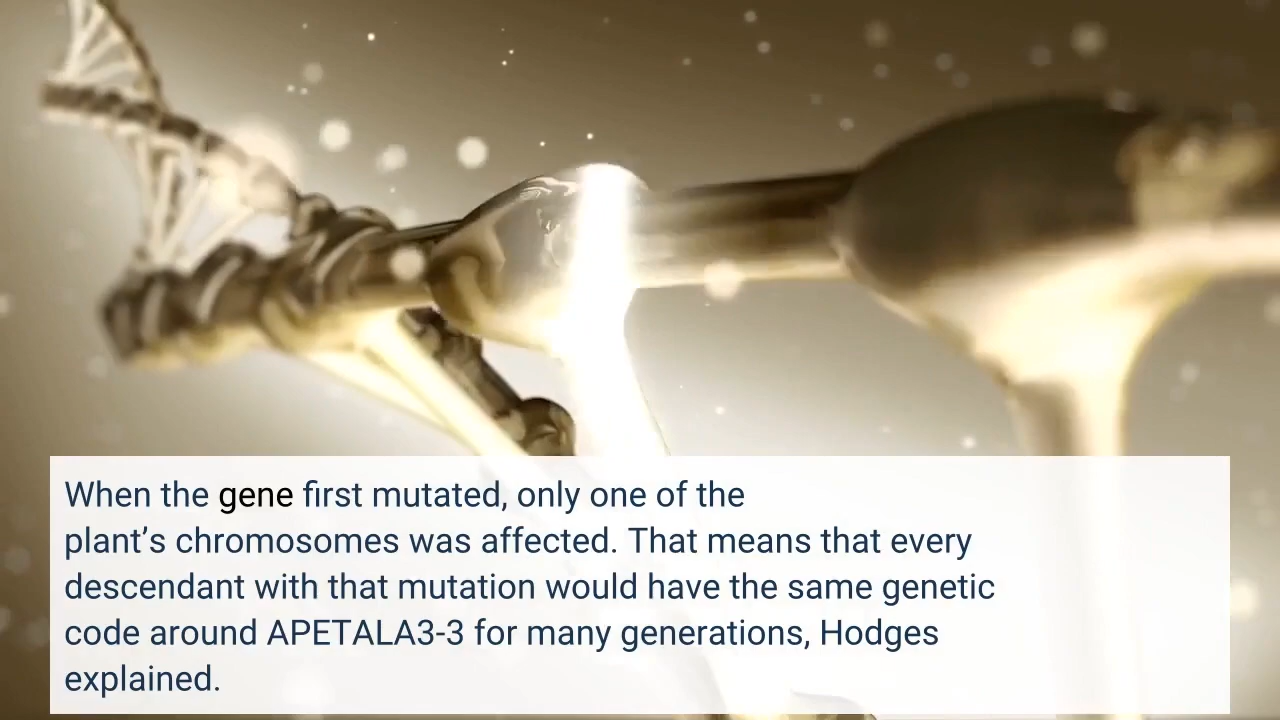 When the gene first mutated, only one of the
plant’s chromosomes was affected. That means that every
descendant with that mutation would have the same genetic
code around APETALA3-3 for many generations, Hodges
explained.